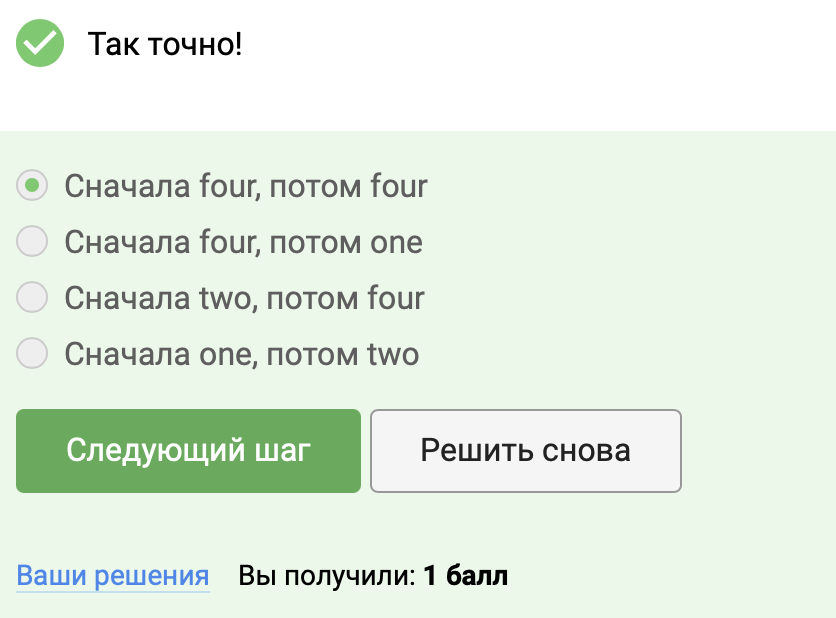 Так точно!
Сначала four, потом four
Сначала four, потом one
Сначала two, потом four
Сначала one, потом two
Следующий шаг Решить снова
Ваши решения Вы получили: 1 балл